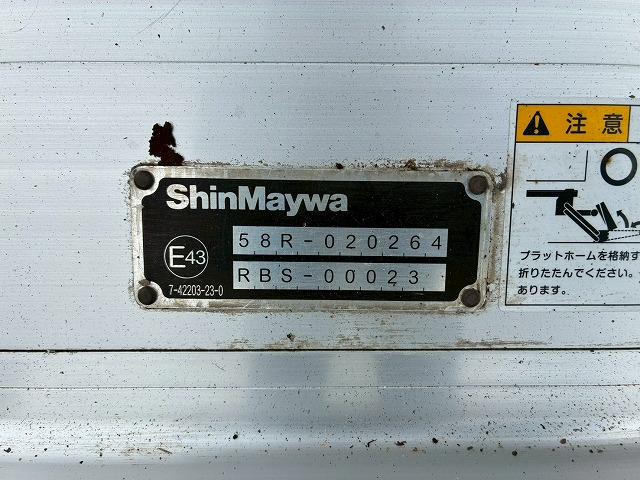 ShinMaywa
58R-020264
E43
RBS-00023
7-42203-23-0
注意
プラットホームを格納す
折りたたんでください。
あります。